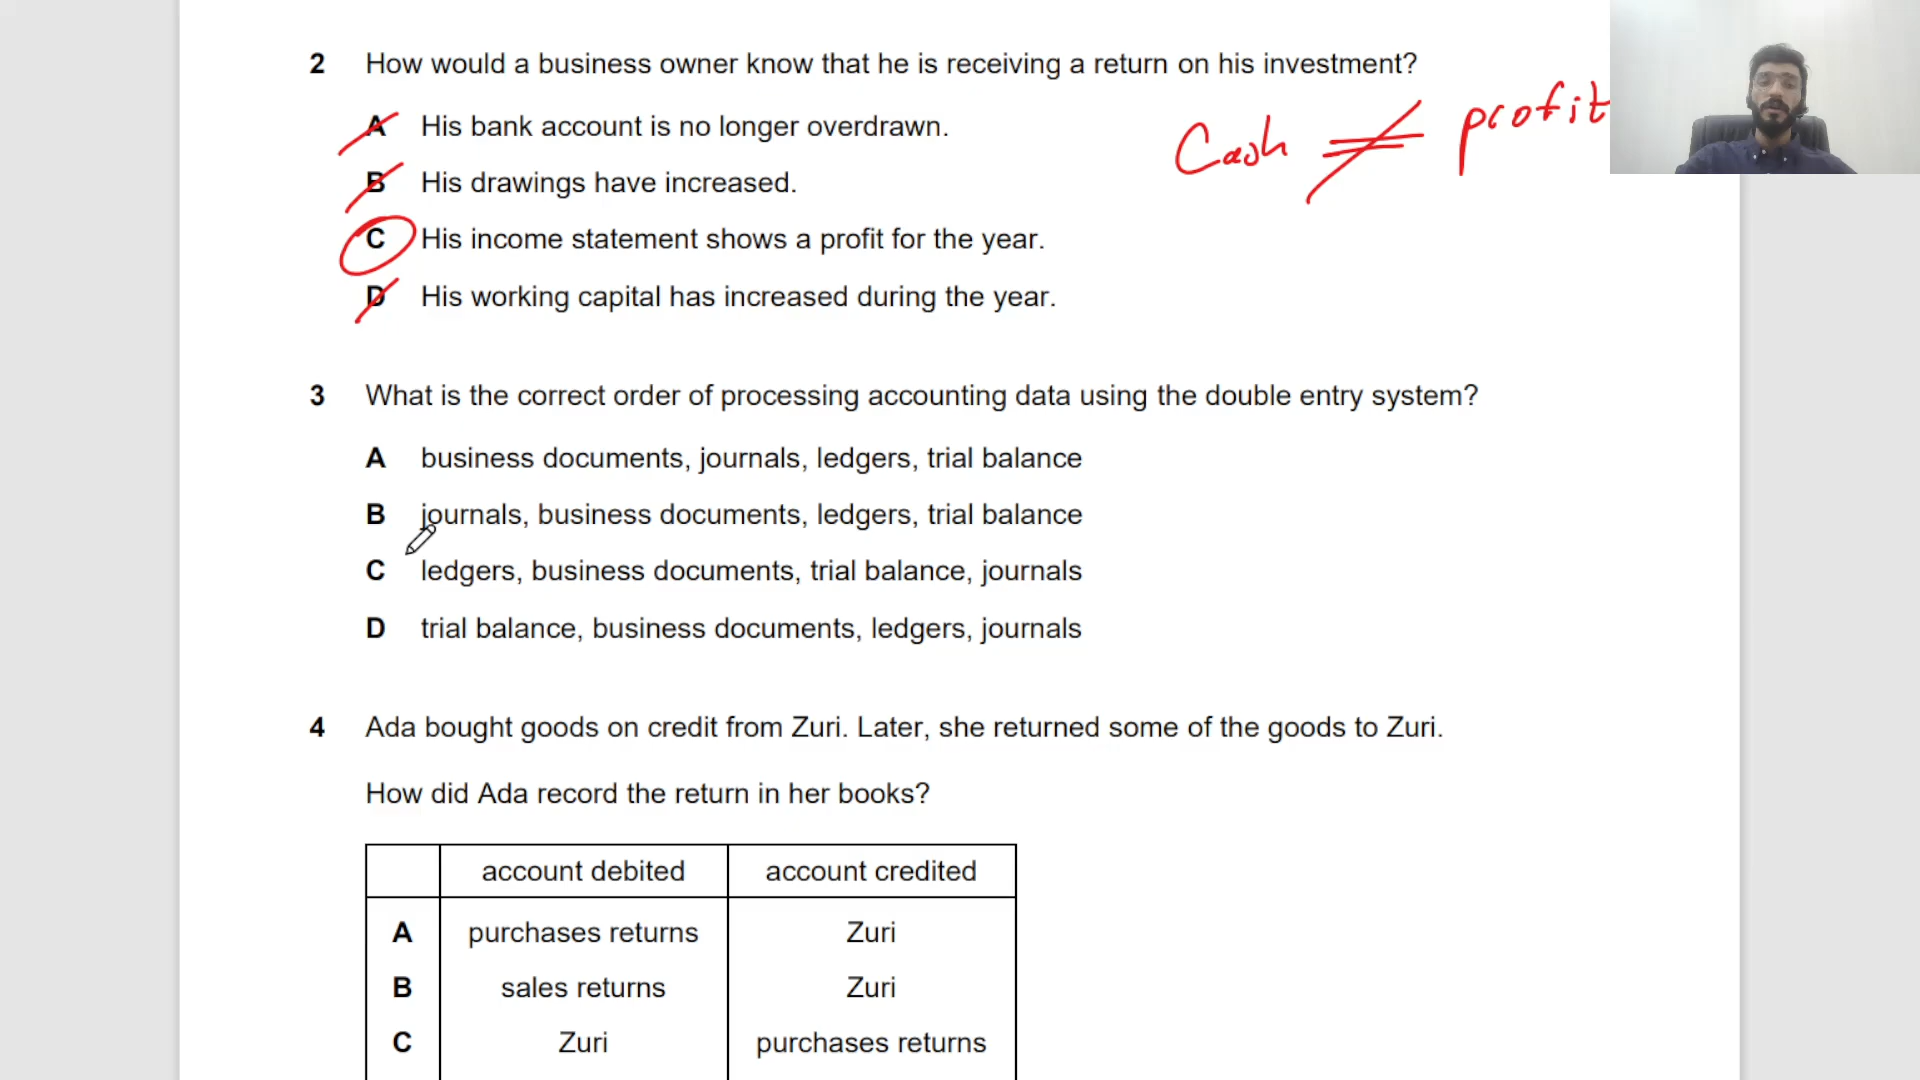 2 How would a business owner know that he is receiving a return on his investment?
A His bank account is no longer overdrawn.
Cash ≠ profit
B His drawings have increased.
C His income statement shows a profit for the year.
D His working capital has increased during the year.
3 What is the correct order of processing accounting data using the double entry system?
A business documents, journals, ledgers, trial balance
B journals, business documents, ledgers, trial balance
C ledgers, business documents, trial balance, journals
D trial balance, business documents, ledgers, journals
4 Ada bought goods on credit from Zuri. Later, she returned some of the goods to Zuri.
How did Ada record the return in her books?
account debited account credited
A purchases returns Zuri
B sales returns Zuri
C Zuri purchases returns